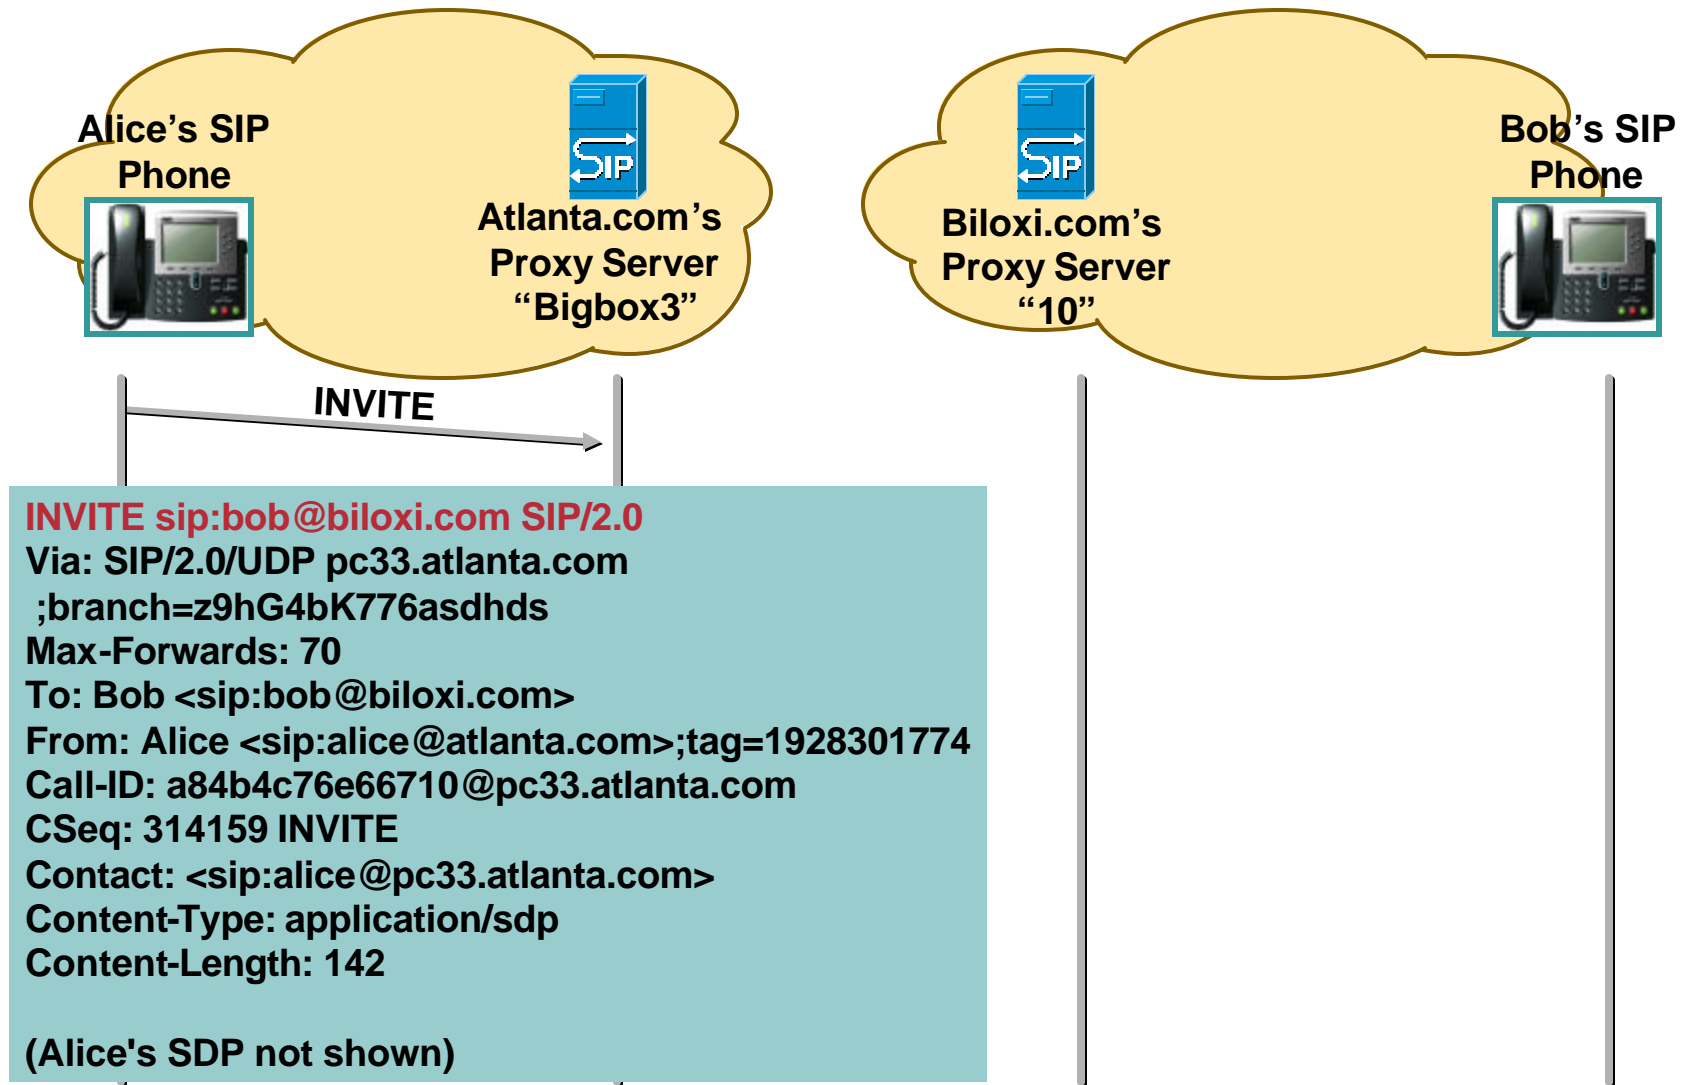 Alice’s SIP
Phone
SIP
Atlanta.com’s
Proxy Server
“Bigbox3”
SIP
Biloxi.com’s
Proxy Server
“10”
Bob’s SIP
Phone
INVITE
INVITE sip:bob@biloxi.com SIP/2.0
Via: SIP/2.0/UDP pc33.atlanta.com
;branch=z9hG4bK776asdhds
Max-Forwards: 70
To: Bob <sip:bob@biloxi.com>
From: Alice <sip:alice@atlanta.com>;tag=1928301774
Call-ID: a84b4c76e66710@pc33.atlanta.com
CSeq: 314159 INVITE
Contact: <sip:alice@pc33.atlanta.com>
Content-Type: application/sdp
Content-Length: 142
(Alice's SDP not shown)